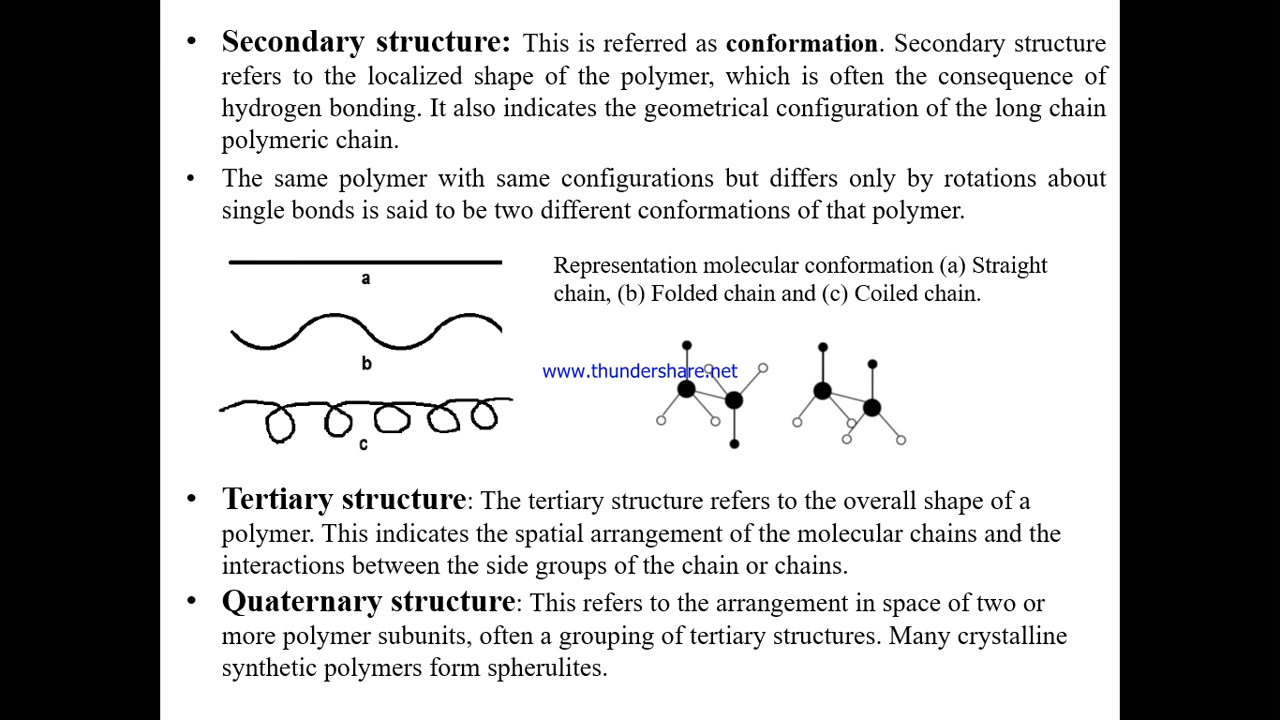 • Secondary structure: This is referred as conformation. Secondary structure
refers to the localized shape of the polymer, which is often the consequence of
hydrogen bonding. It also indicates the geometrical configuration of the long chain
polymeric chain.
• The same polymer with same configurations but differs only by rotations about
single bonds is said to be two different conformations of that polymer.
a
b
c
Representation molecular conformation (a) Straight
chain, (b) Folded chain and (c) Coiled chain.
www.thundershare.net
• Tertiary structure: The tertiary structure refers to the overall shape of a
polymer. This indicates the spatial arrangement of the molecular chains and the
interactions between the side groups of the chain or chains.
• Quaternary structure: This refers to the arrangement in space of two or
more polymer subunits, often a grouping of tertiary structures. Many crystalline
synthetic polymers form spherulites.